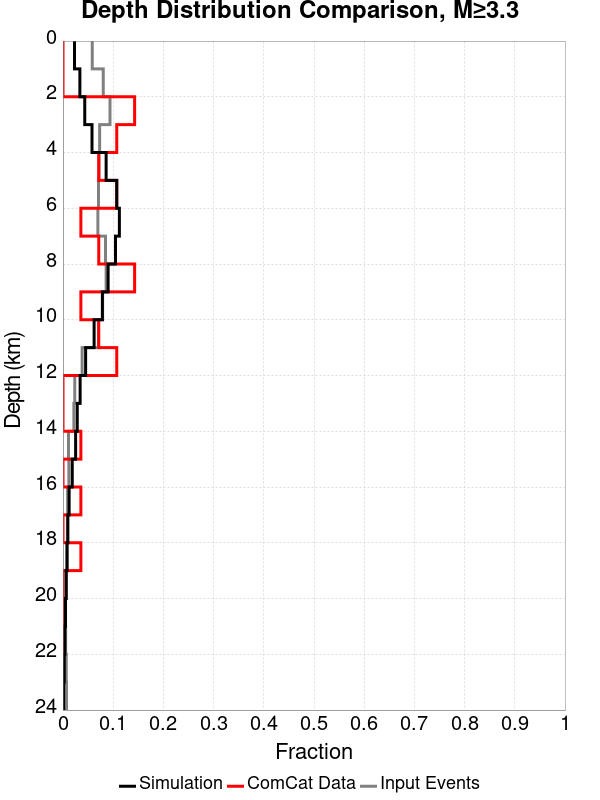 Depth Distribution Comparison, M≥3.3
0
2
4
6
8
10
12
14
16
18
20
22
24
Depth (km)
0 0.1 0.2 0.3 0.4 0.5 0.6 0.7 0.8 0.9 1
Fraction
Simulation ComCat Data Input Events